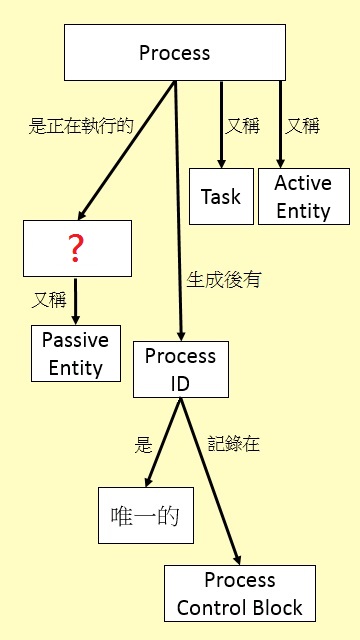 Process
是正在執行的
又稱
又稱
Task
Active
Entity
?
生成後有
又稱
Passive
Entity
Process
ID
是
記錄在
唯一的
Process
Control Block